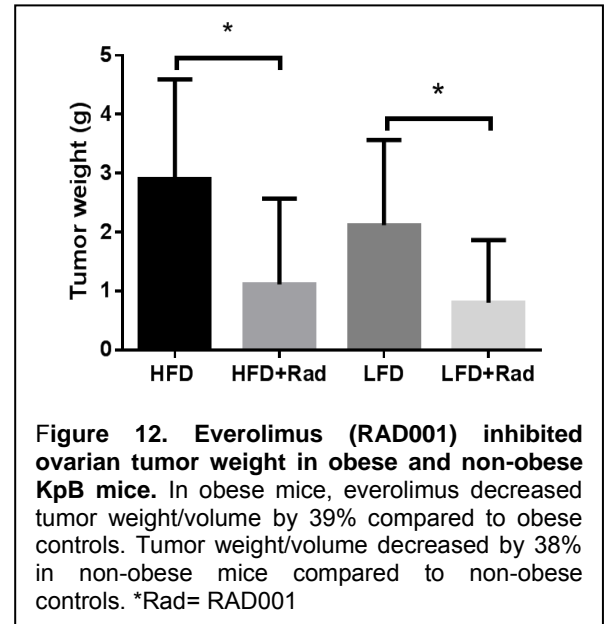 *
*
5
4
3
2
1
0
Tumor weight (g)
HFD HFD+Rad LFD LFD+Rad
Figure 12. Everolimus (RAD001) inhibited
ovarian tumor weight in obese and non-obese
KpB mice. In obese mice, everolimus decreased
tumor weight/volume by 39% compared to obese
controls. Tumor weight/volume decreased by 38%
in non-obese mice compared to non-obese
controls. *Rad= RAD001